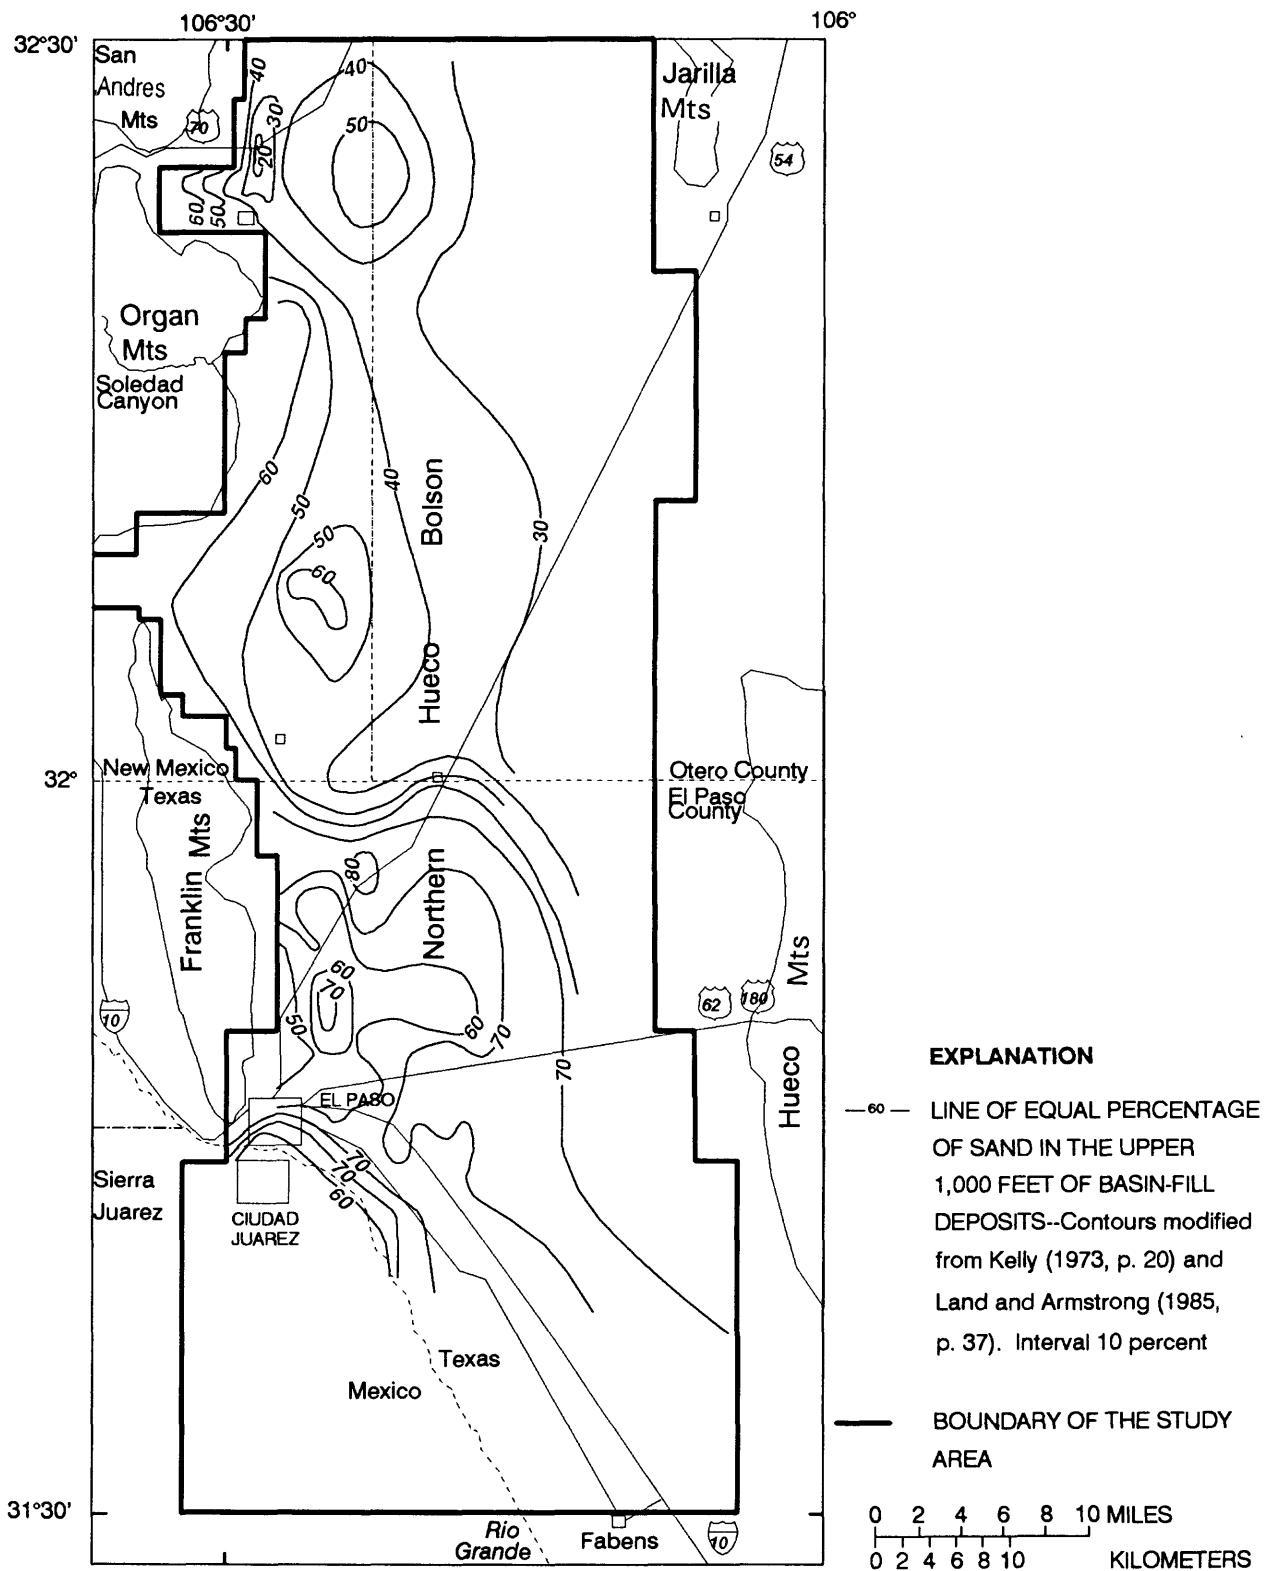 106°30'
106°
32°30'
San
Andres
Mts
70
40
30
20
40
50
Jarilla
Mts
54
60
50
Organ
Mts
Soledad
Canyon
60
50
40
30
Bolson
50
60
Hueco
32°
New Mexico
Texas
Otero County
El Paso
County
Franklin Mts
80
Northern
60
70
50
60
70
70
10
62
180
Hueco Mts
EL PASO
70
70
60
Sierra
Juarez
CIUDAD
JUAREZ
Texas
Mexico
31°30'
Rio
Grande
Fabens
10
EXPLANATION
—60— LINE OF EQUAL PERCENTAGE
OF SAND IN THE UPPER
1,000 FEET OF BASIN-FILL
DEPOSITS--Contours modified
from Kelly (1973, p. 20) and
Land and Armstrong (1985,
p. 37). Interval 10 percent
BOUNDARY OF THE STUDY
AREA
0 2 4 6 8 10 MILES
0 2 4 6 8 10 KILOMETERS